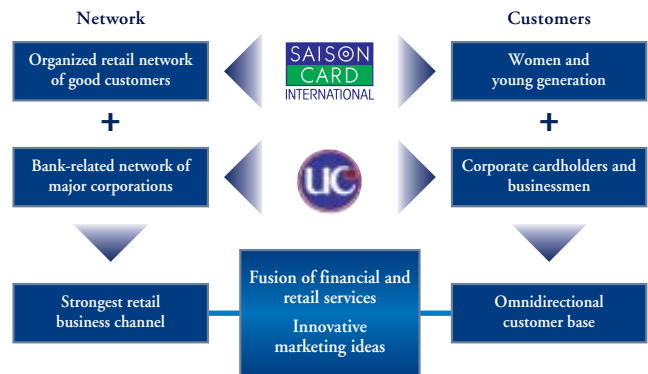 Network
Customers
Organized retail network
of good customers
SAISON
CARD
INTERNATIONAL
Women and
young generation
+
+
Bank-related network of
major corporations
UC
Corporate cardholders and
businessmen
Strongest retail
business channel
Fusion of financial and
retail services
Innovative
marketing ideas
Omnidirectional
customer base